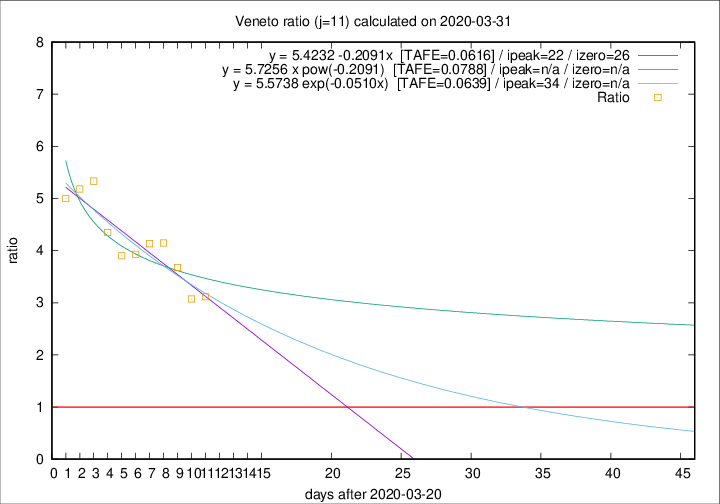 Veneto ratio (j=11) calculated on 2020-03-31
y = 5.4232 -0.2091x [TAFE=0.0616] / ipeak=22 / izero=26
y = 5.7256 x pow(-0.2091) [TAFE=0.0788] / ipeak=n/a / izero=n/a
y = 5.5738 exp(-0.0510x) [TAFE=0.0639] / ipeak=34 / izero=n/a
Ratio
8
7
6
5
4
3
2
1
0
ratio
0 1 2 3 4 5 6 7 8 9 10 11 12 13 14 15 20 25 30 35 40 45
days after 2020-03-20